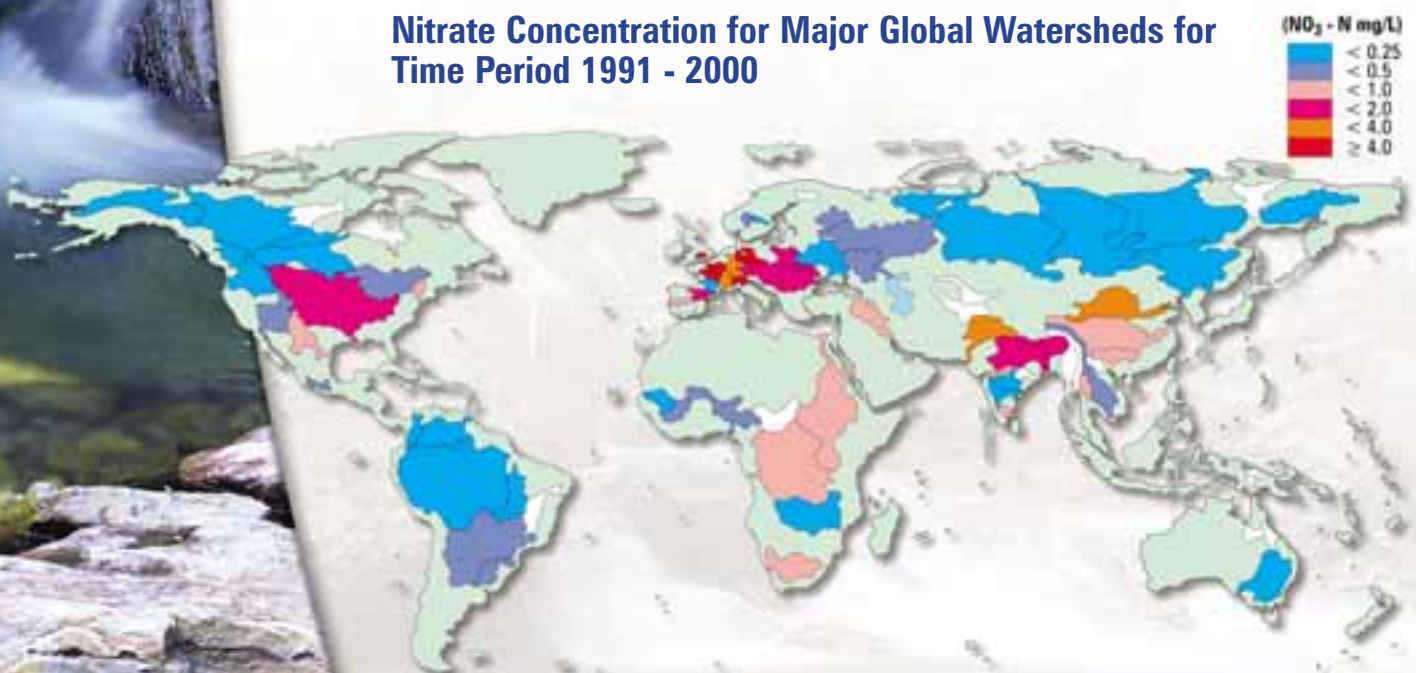 Nitrate Concentration for Major Global Watersheds for
Time Period 1991 - 2000
(NO₃ - N mg/L)
< 0.25
< 0.5
< 1.0
< 2.0
< 4.0
≥ 4.0